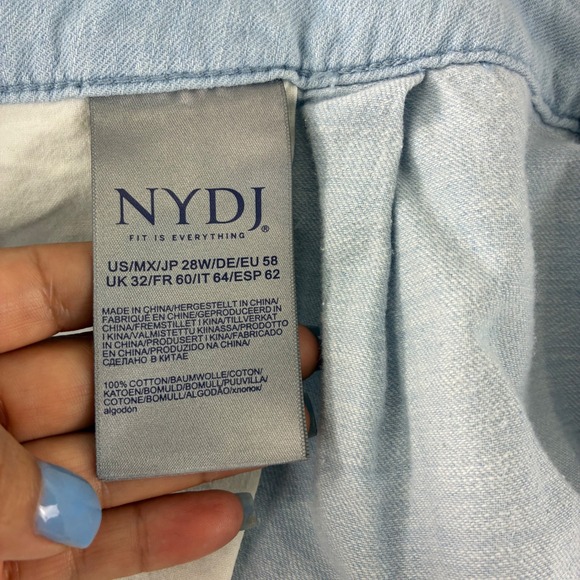 NYDJ®
FIT IS EVERYTHING
US/MX/JP 28W/DE/EU 58
UK 32/FR 60/IT 64/ESP 62
MADE IN CHINA/HERGESTELLT IN CHINA/
FABRIQUÉ EN CHINE/GEPRODUCEERD IN
CHINA/FREMSTILLET I KINA/TILLVERKAT
I KINA/VALMISTETTU KIINASSA/PRODOTTO
IN CINA/PRODUSERT I KINA/PRODUZIDO
EN CHINA/PRODUCIDO NA CHINA/
СДЕЛАНО В КИТАЕ
100% COTTON/BAUMWOLLE/COTON/
KATOEN/BOMULD/BOMULL/PUUVILLA/
COTONE/BOMULL/ALGODÃO/хлопок/
algodón